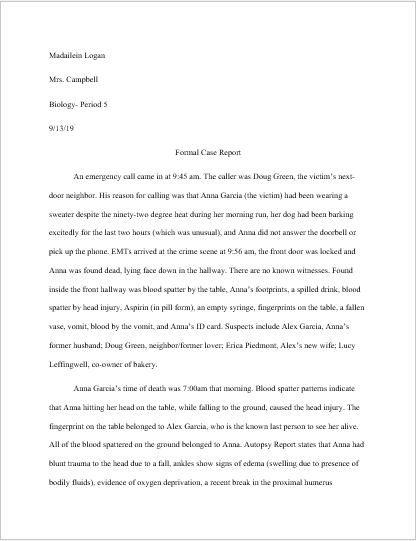 Madailein Logan
Mrs. Campbell
Biology- Period 5
9/13/19
Formal Case Report
An emergency call came in at 9:45 am. The caller was Doug Green, the victim's next-
door neighbor. His reason for calling was that Anna Garcia (the victim) had been wearing a
sweater despite the ninety-two degree heat during her morning run, her dog had been barking
excitedly for the last two hours (which was unusual), and Anna did not answer the doorbell or
pick up the phone. EMTs arrived at the crime scene at 9:56 am, the front door was locked and
Anna was found dead, lying face down in the hallway. There are no known witnesses. Found
inside the front hallway was blood spatter by the table, Anna's footprints, a spilled drink, blood
spatter by head injury, Aspirin (in pill form), an empty syringe, fingerprints on the table, a fallen
vase, vomit, blood by the vomit, and Anna's ID card. Suspects include Alex Garcia, Anna's
former husband; Doug Green, neighbor/former lover; Erica Piedmont, Alex's new wife; Lucy
Leffingwell, co-owner of bakery.
Anna Garcia's time of death was 7:00am that morning. Blood spatter patterns indicate
that Anna hitting her head on the table, while falling to the ground, caused the head injury. The
fingerprint on the table belonged to Alex Garcia, who is the known last person to see her alive.
All of the blood spattered on the ground belonged to Anna. Autopsy Report states that Anna had
blunt trauma to the head due to a fall, ankles show signs of edema (swelling due to presence of
bodily fluids), evidence of oxygen deprivation, a recent break in the proximal humerus